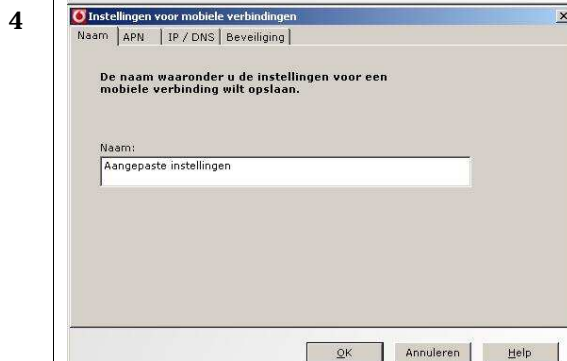 4
Instellingen voor mobiele verbindingen
Naam APN IP / DNS Beveiliging
De naam waaronder u de instellingen voor een
mobiele verbinding wilt opslaan.
Naam:
Aangepaste instellingen
OK Annuleren Help